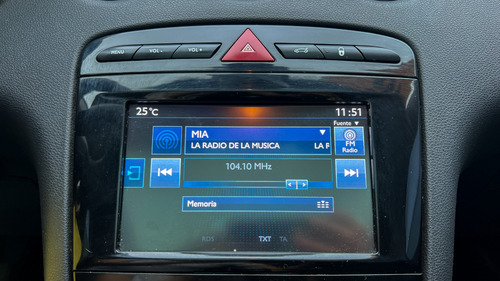 MENU VOL - VOL +
25 °C 11:51
Fuente ▼
MIA ▼
LA RADIO DE LA MUSICA LA R
FM
Radio
104.10 MHz
Memoria
RDS TXT TA